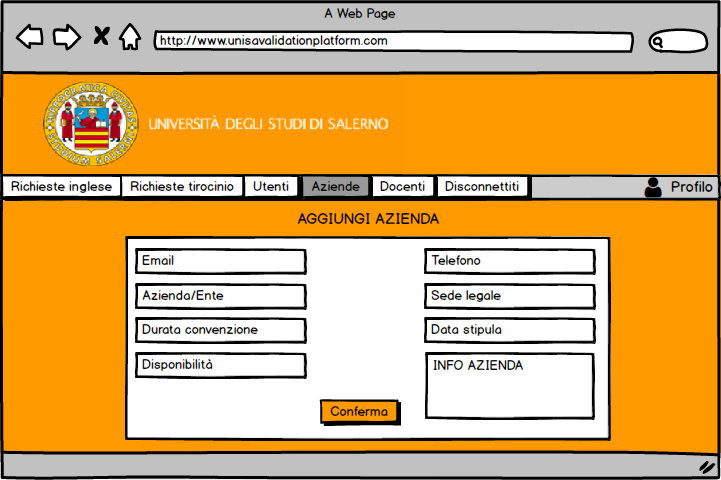 A Web Page
http://www.unisavalidationplatform.com
UNIVERSITÀ DEGLI STUDI DI SALERNO
Richieste inglese
Richieste tirocinio
Utenti
Aziende
Docenti
Disconnettiti
Profilo
AGGIUNGI AZIENDA
Email
Telefono
Azienda/Ente
Sede legale
Durata convenzione
Data stipula
Disponibilità
INFO AZIENDA
Conferma